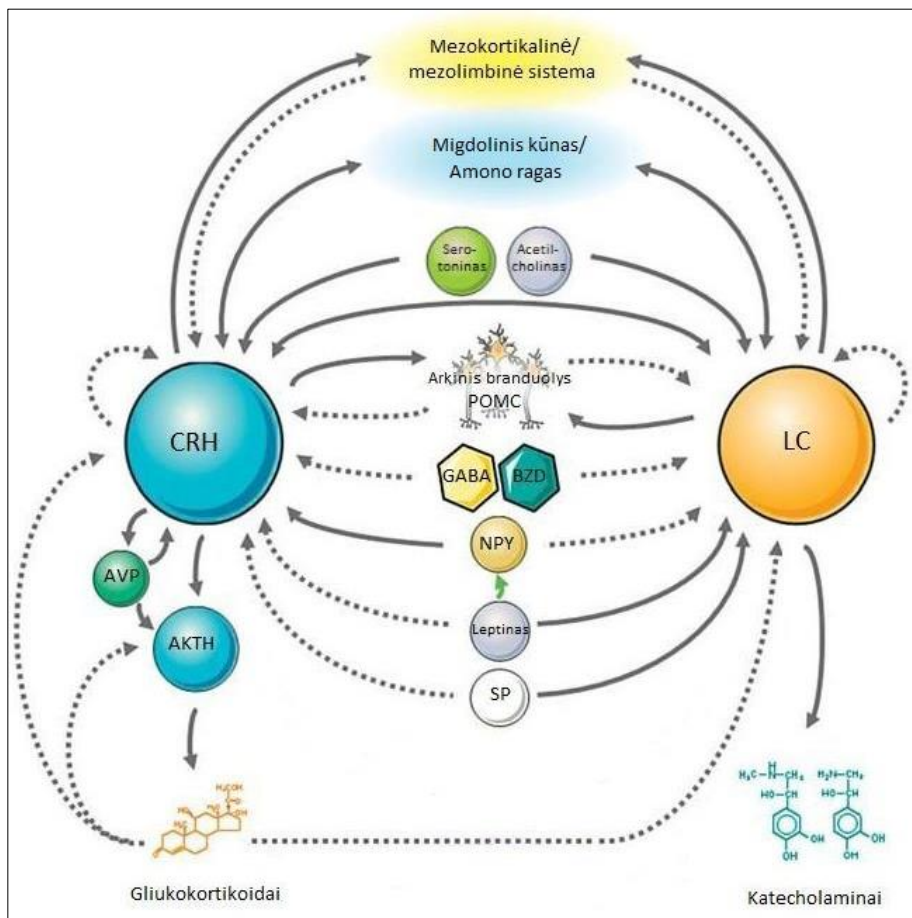 Mezokortikalinė/
mezolimbinė sistema
Migdolinis kūnas/
Amono ragas
Sero-
toninas
Acetil-
cholinas
Arkinis branduolys
POMC
CRH
LC
GABA
BZD
NPY
AVP
Leptinas
AKTH
SP
Gliukokortikoidai
Katecholaminai